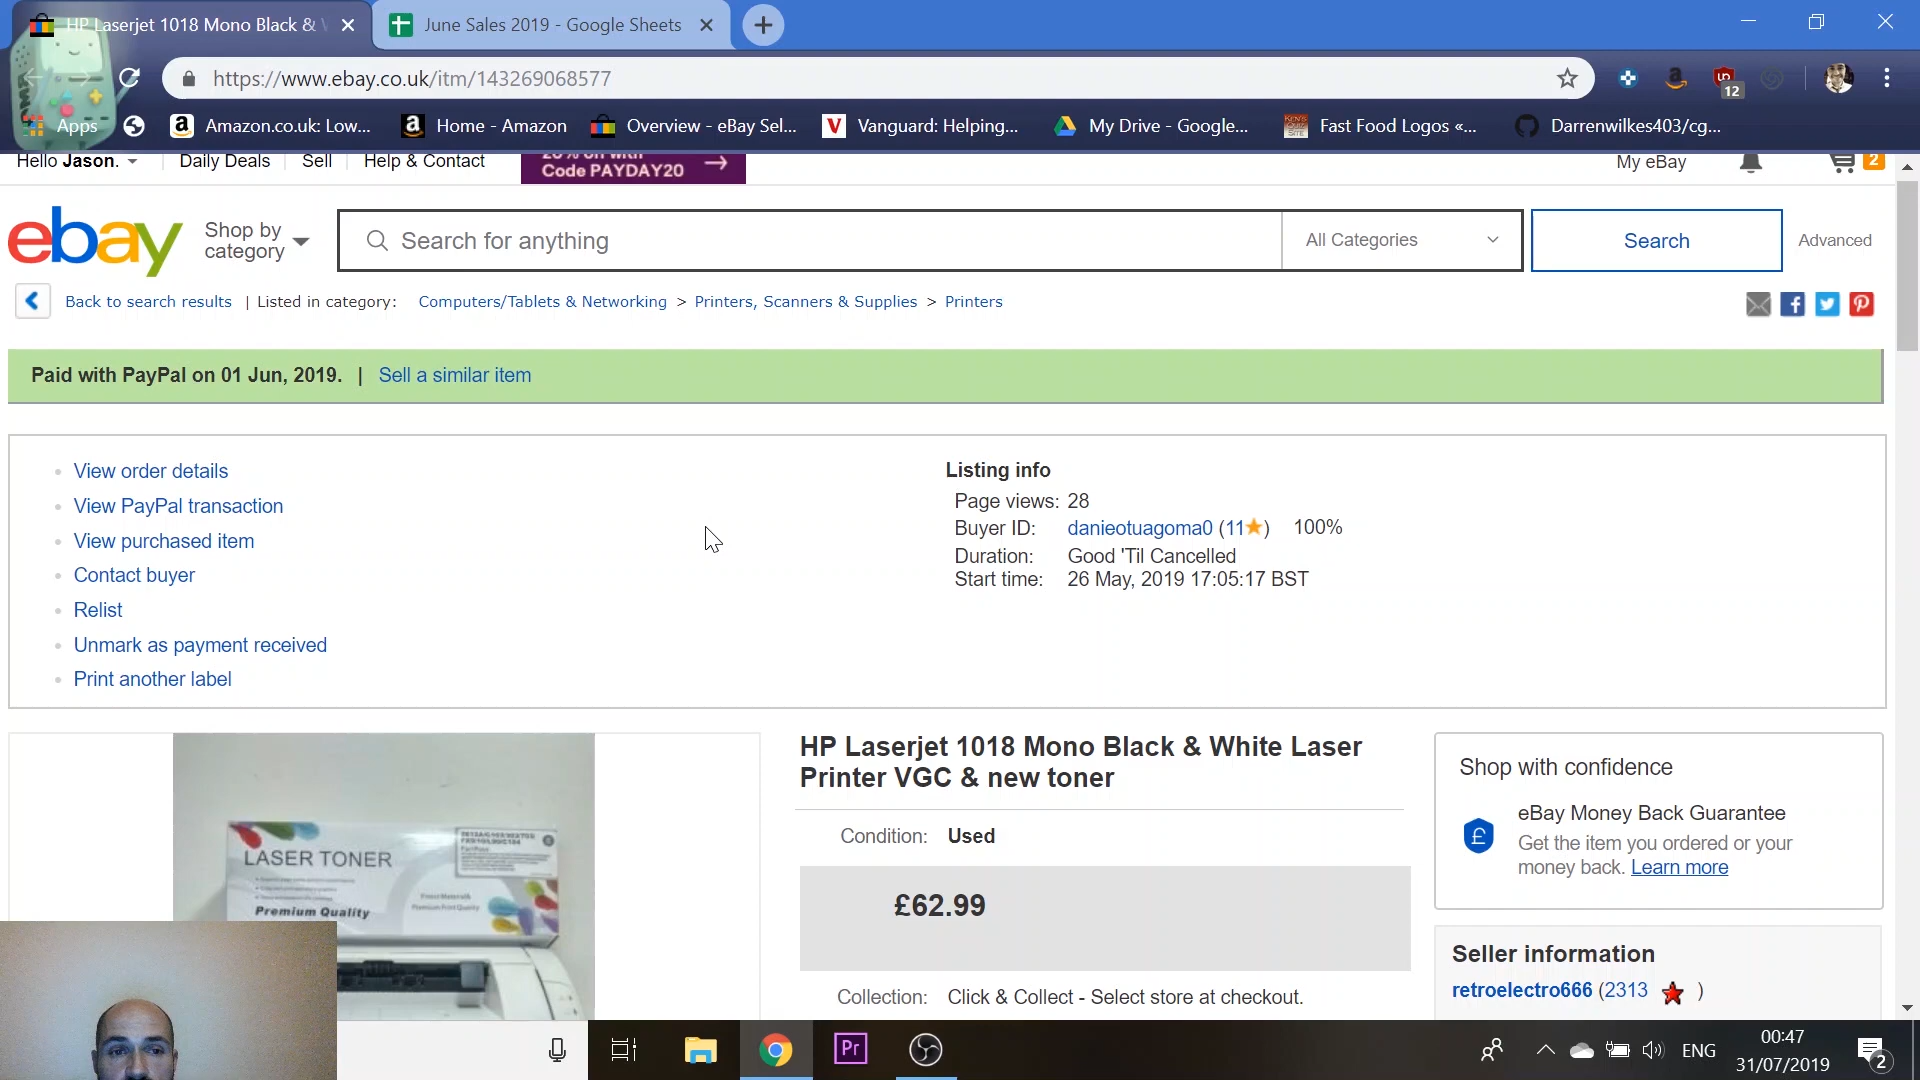 HP Laserjet 1018 Mono Black &
June Sales 2019 - Google Sheets
https://www.ebay.co.uk/itm/143269068577
12
Apps
Amazon.co.uk: Low...
Home - Amazon
Overview - eBay Sel...
Vanguard: Helping...
My Drive - Google...
Fast Food Logos «...
Darrenwilkes403/cg...
Hello Jason.
Daily Deals
Sell
Help & Contact
Code PAYDAY20
My eBay
2
ebay
Shop by
category
Search for anything
All Categories
Search
Advanced
Back to search results | Listed in category: Computers/Tablets & Networking > Printers, Scanners & Supplies > Printers
Paid with PayPal on 01 Jun, 2019. | Sell a similar item
View order details
View PayPal transaction
View purchased item
Contact buyer
Relist
Unmark as payment received
Print another label
Listing info
Page views: 28
Buyer ID: danieotuagoma0 (11) 100%
Duration: Good 'Til Cancelled
Start time: 26 May, 2019 17:05:17 BST
LASER TONER
Premium Quality
HP Laserjet 1018 Mono Black & White Laser
Printer VGC & new toner
Condition: Used
£62.99
Collection: Click & Collect - Select store at checkout.
Shop with confidence
eBay Money Back Guarantee
Get the item you ordered or your
money back. Learn more
Seller information
retroelectro666 (2313 )
Pr
ENG
00:47
31/07/2019
2